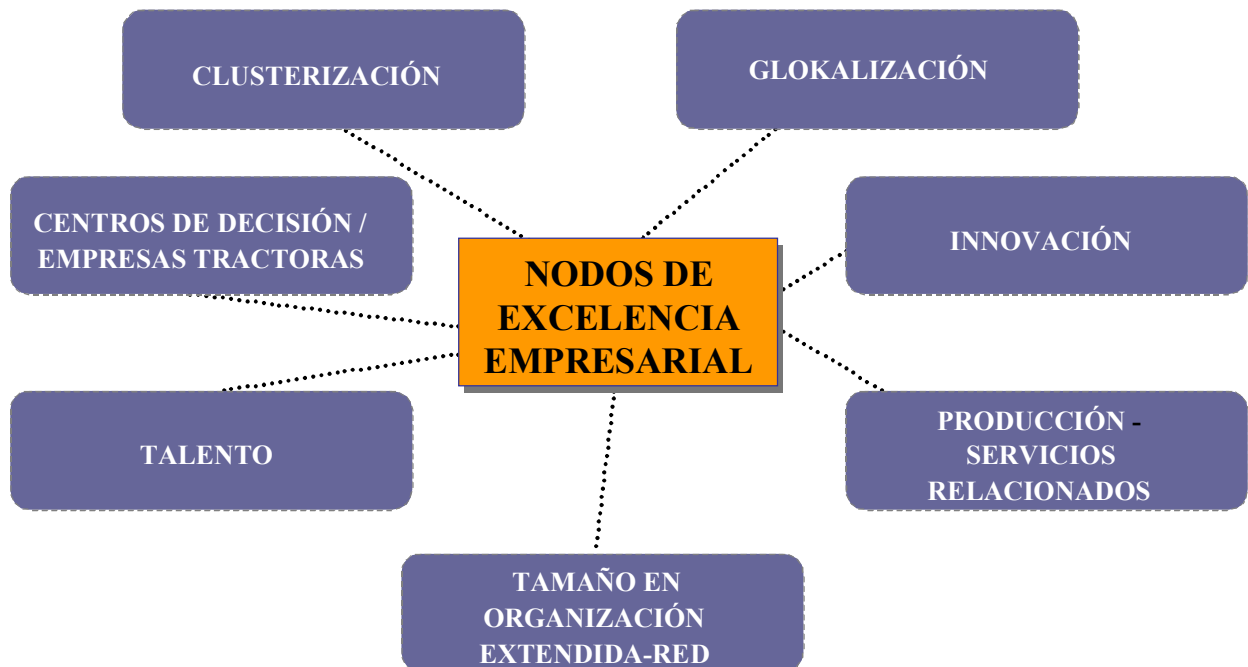 CLUSTERIZACIÓN
GLOKALIZACIÓN
CENTROS DE DECISIÓN /
EMPRESAS TRACTORAS
INNOVACIÓN
NODOS DE
EXCELENCIA
EMPRESARIAL
TALENTO
PRODUCCIÓN -
SERVICIOS
RELACIONADOS
TAMAÑO EN
ORGANIZACIÓN
EXTENDIDA-RED